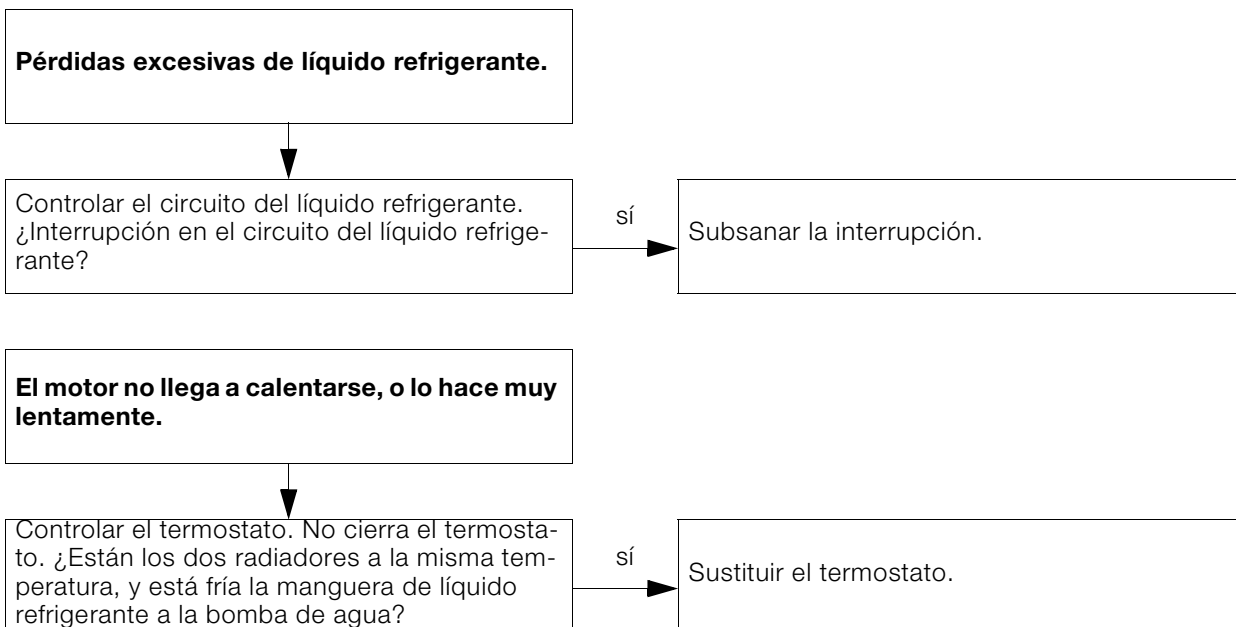 Pérdidas excesivas de líquido refrigerante.
Controlar el circuito del líquido refrigerante.
¿Interrupción en el circuito del líquido refrige-
rante?
sí
Subsanar la interrupción.
El motor no llega a calentarse, o lo hace muy
lentamente.
Controlar el termostato. No cierra el termosta-
to. ¿Están los dos radiadores a la misma tem-
peratura, y está fría la manguera de líquido
refrigerante a la bomba de agua?
sí
Sustituir el termostato.